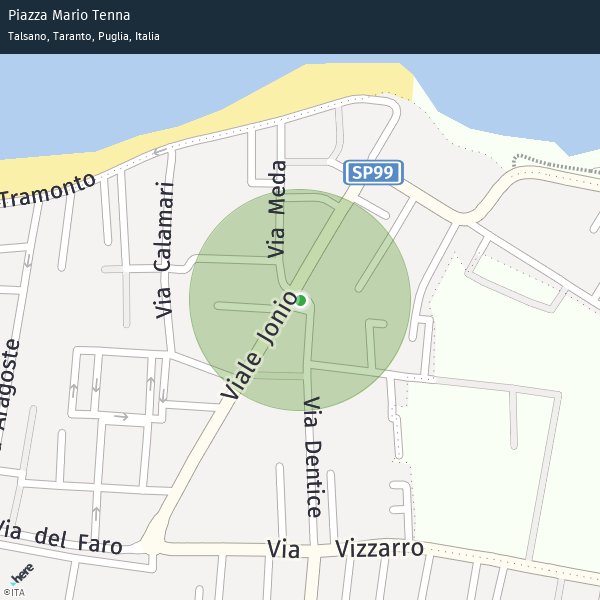 Piazza Mario Tenna
Talsano, Taranto, Puglia, Italia
SP99
Tramonto
Via Meda
Via Calamari
Viale Jonio
Aragoste
Via Dentice
Via del Faro
Via Vizzarro
here
©ITA